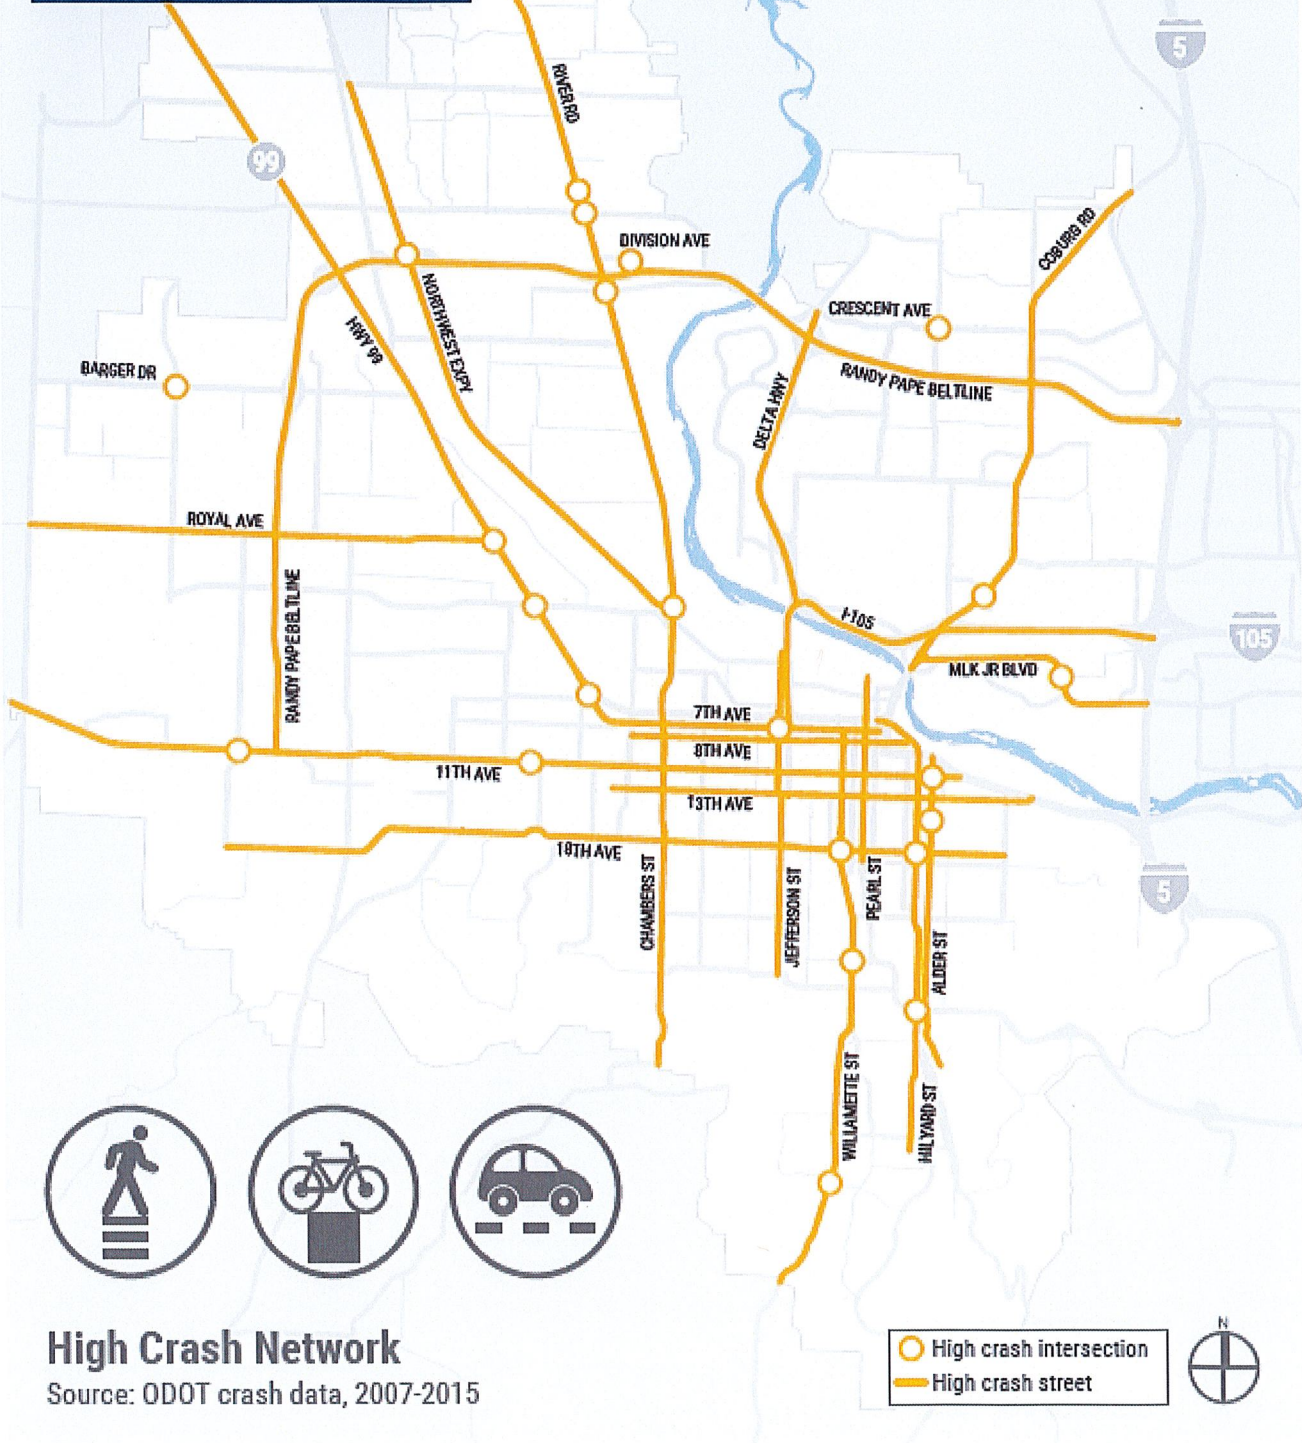 5
RIVER RD
99
COBURG RD
DIVISION AVE
NORTHWEST EXPY
CRESCENT AVE
HWY 99
BARGER DR
RANDY PAPE BELTLINE
DELTA HWY
ROYAL AVE
RANDY PAPE BELTLINE
I-105
105
MLK JR BLVD
7TH AVE
8TH AVE
11TH AVE
13TH AVE
18TH AVE
CHAMBERS ST
JEFFERSON ST
PEARL ST
5
ALDER ST
WILLAMETTE ST
HILYARD ST
High Crash Network
Source: ODOT crash data, 2007-2015
N
High crash intersection
High crash street